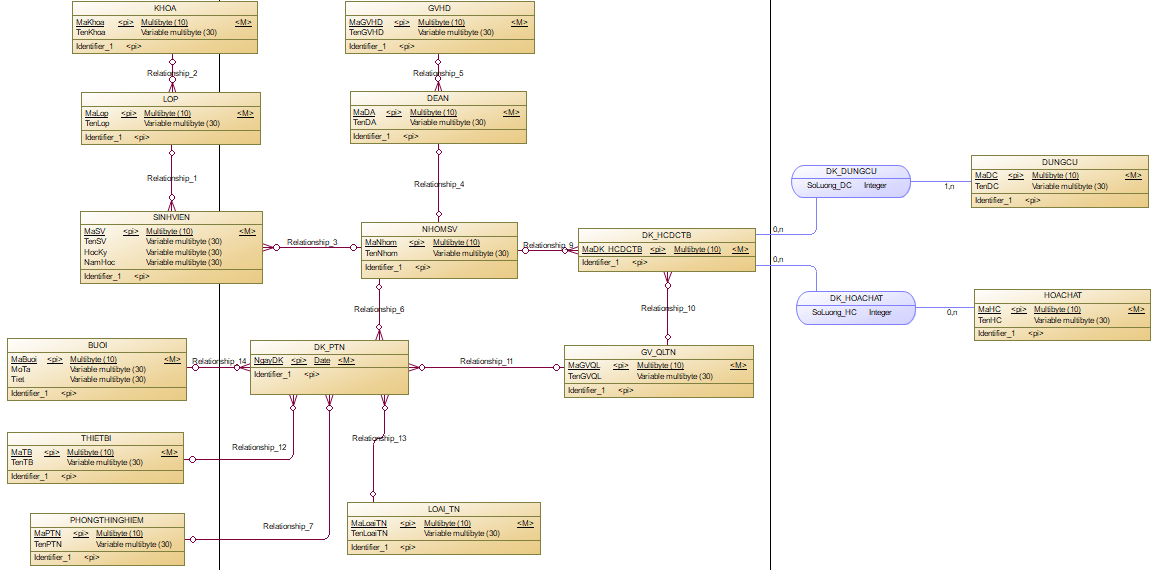 KHOA
MaKhoa <pi> Multibyte (10) <M>
TenKhoa Variable multibyte (30)
Identifier_1 <pi>
GVHD
MaGVHD <pi> Multibyte (10) <M>
TenGVHD Variable multibyte (30)
Identifier_1 <pi>
Relationship_2
Relationship_5
LOP
MaLop <pi> Multibyte (10) <M>
TenLop Variable multibyte (30)
Identifier_1 <pi>
DEAN
MaDA <pi> Multibyte (10) <M>
TenDA Variable multibyte (30)
Identifier_1 <pi>
Relationship_1
Relationship_4
DK_DUNGCU
SoLuong_DC Integer
1,n
DUNGCU
MaDC <pi> Multibyte (10) <M>
TenDC Variable multibyte (30)
Identifier_1 <pi>
SINHVIEN
MaSV <pi> Multibyte (10) <M>
TenSV Variable multibyte (30)
HocKy Variable multibyte (30)
NamHoc Variable multibyte (30)
Identifier_1 <pi>
Relationship_3
NHOMSV
MaNhom <pi> Multibyte (10) <M>
TenNhom Variable multibyte (30)
Identifier_1 <pi>
Relationship_9
DK_HCDCTB
MaDK_HCDCTB <pi> Multibyte (10) <M>
Identifier_1 <pi>
0,n
0,n
DK_HOACHAT
SoLuong_HC Integer
0,n
HOACHAT
MaHC <pi> Multibyte (10) <M>
TenHC Variable multibyte (30)
Identifier_1 <pi>
Relationship_6
Relationship_10
BUOI
MaBuoi <pi> Multibyte (10) <M>
MoTa Variable multibyte (30)
Tiet Variable multibyte (30)
Identifier_1 <pi>
Relationship_14
DK_PTN
NgayDK <pi> Date <M>
Identifier_1 <pi>
Relationship_11
GV_QLTN
MaGVQL <pi> Multibyte (10) <M>
TenGVQL Variable multibyte (30)
Identifier_1 <pi>
THIETBI
MaTB <pi> Multibyte (10) <M>
TenTB Variable multibyte (30)
Identifier_1 <pi>
Relationship_12
Relationship_13
PHONGTHINGHIEM
MaPTN <pi> Multibyte (10) <M>
TenPTN Variable multibyte (30)
Identifier_1 <pi>
Relationship_7
LOAI_TN
MaLoaiTN <pi> Multibyte (10) <M>
TenLoaiTN Variable multibyte (30)
Identifier_1 <pi>